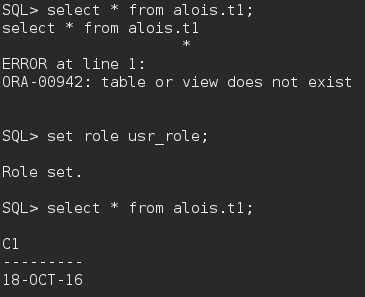 SQL> select * from alois.t1;
select * from alois.t1
*
ERROR at line 1:
ORA-00942: table or view does not exist
SQL> set role usr_role;
Role set.
SQL> select * from alois.t1;
C1
---------
18-OCT-16